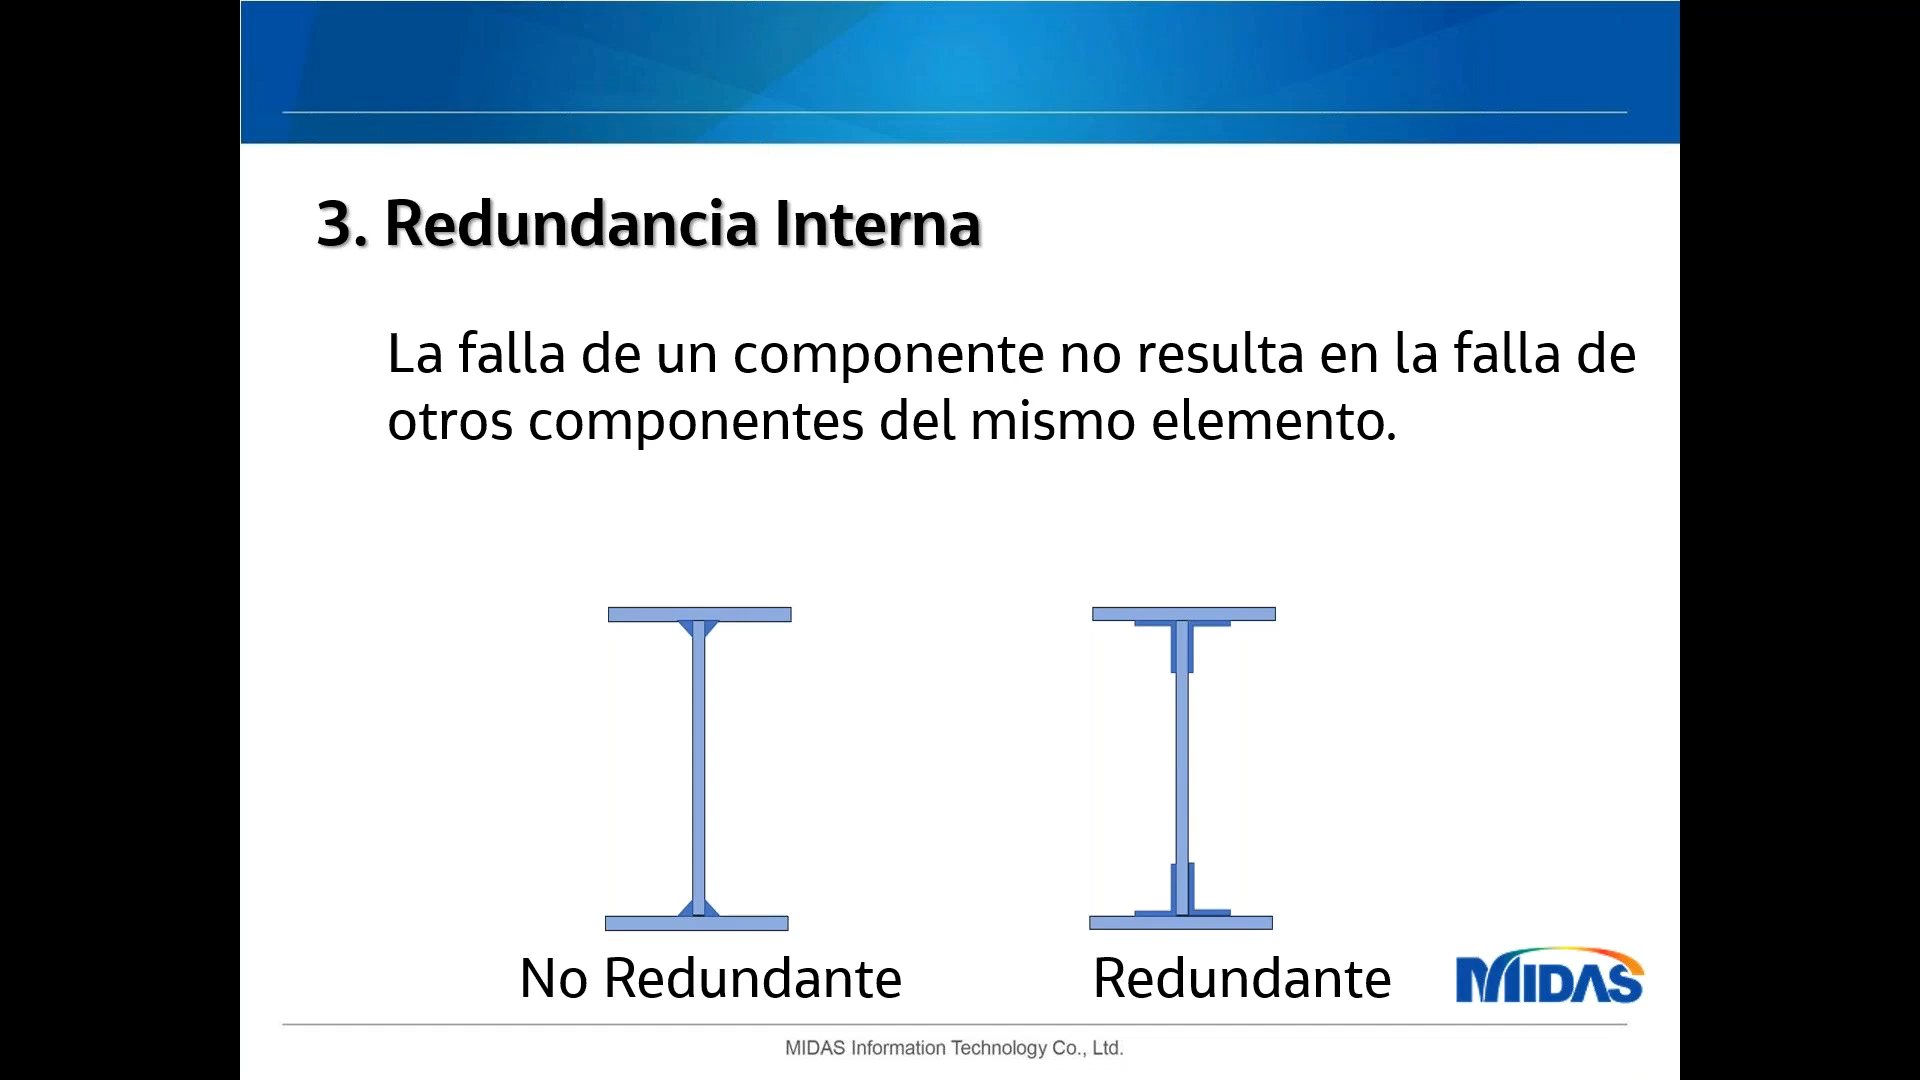 3. Redundancia Interna
La falla de un componente no resulta en la falla de
otros componentes del mismo elemento.
No Redundante
Redundante
MIDAS
MIDAS Information Technology Co., Ltd.